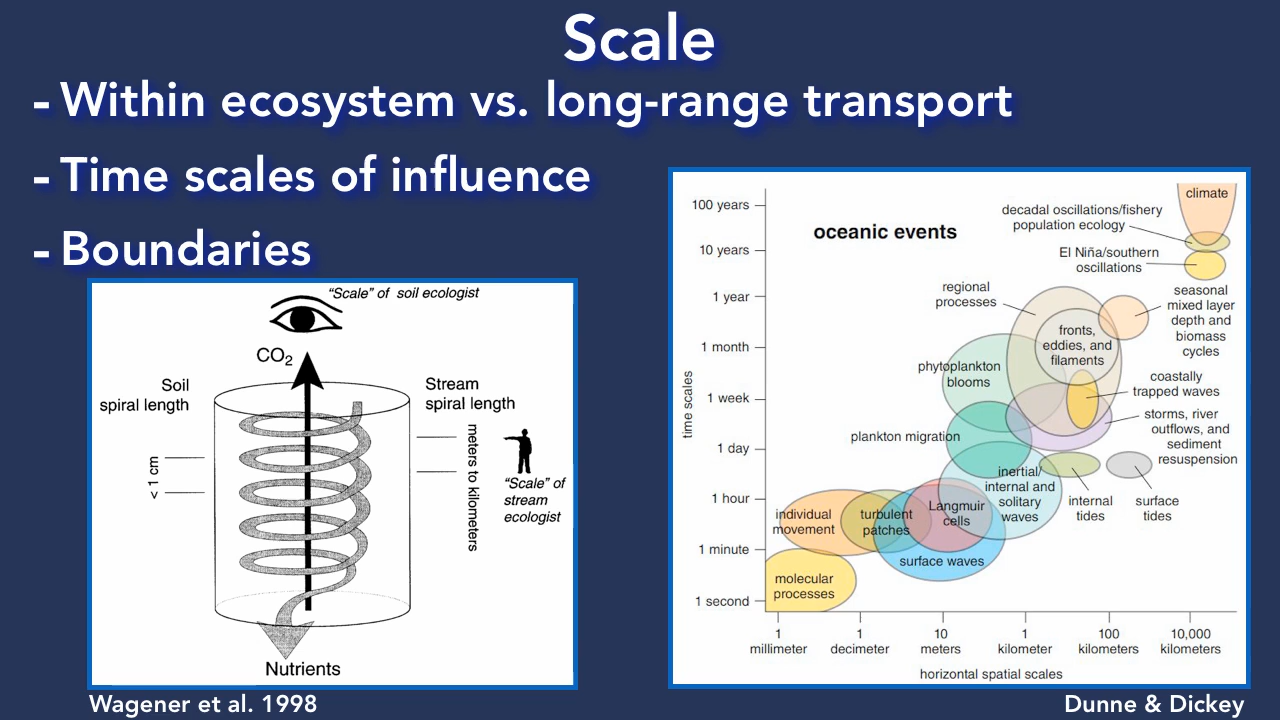 Scale
- Within ecosystem vs. long-range transport
- Time scales of influence
- Boundaries
“Scale” of soil ecologist
CO2
Soil
spiral length
Stream
spiral length
< 1 cm
meters to kilometers
“Scale” of
stream
ecologist
Nutrients
Wagener et al. 1998
oceanic events
time scales
100 years
10 years
1 year
1 month
1 week
1 day
1 hour
1 minute
1 second
climate
decadal oscillations/fishery
population ecology
El Niña/southern
oscillations
regional
processes
seasonal
mixed layer
depth and
biomass
cycles
fronts,
eddies, and
filaments
phytoplankton
blooms
coastally
trapped waves
storms, river
outflows, and
sediment
resuspension
plankton migration
inertial/
internal and
solitary
waves
internal
tides
surface
tides
individual
movement
turbulent
patches
Langmuir
cells
surface waves
molecular
processes
1
millimeter
1
decimeter
10
meters
1
kilometer
100
kilometers
10,000
kilometers
horizontal spatial scales
Dunne & Dickey